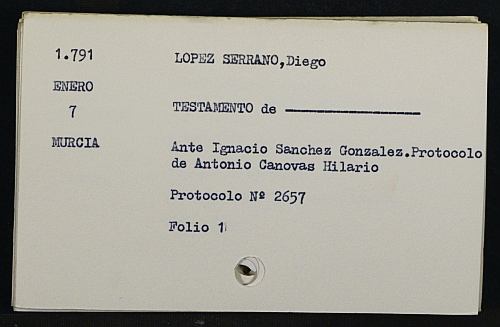 1.791 LOPEZ SERRANO,Diego
ENERO
7 TESTAMENTO de ————————
MURCIA Ante Ignacio Sanchez Gonzalez.Protocolo
de Antonio Canovas Hilario
Protocolo Nº 2657
Folio 1